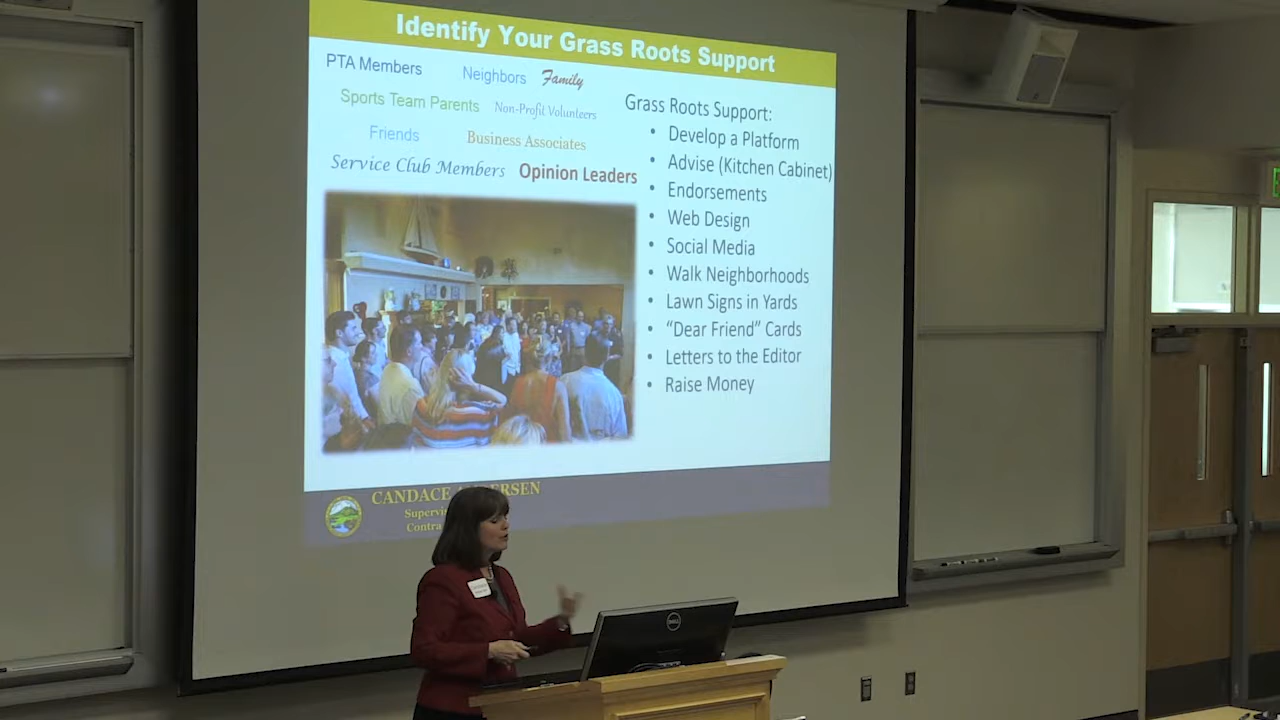 Identify Your Grass Roots Support
PTA Members
Neighbors
Family
Sports Team Parents
Non-Profit Volunteers
Friends
Business Associates
Service Club Members
Opinion Leaders
Grass Roots Support:
• Develop a Platform
• Advise (Kitchen Cabinet)
• Endorsements
• Web Design
• Social Media
• Walk Neighborhoods
• Lawn Signs in Yards
• "Dear Friend" Cards
• Letters to the Editor
• Raise Money
CANDACE
DELL